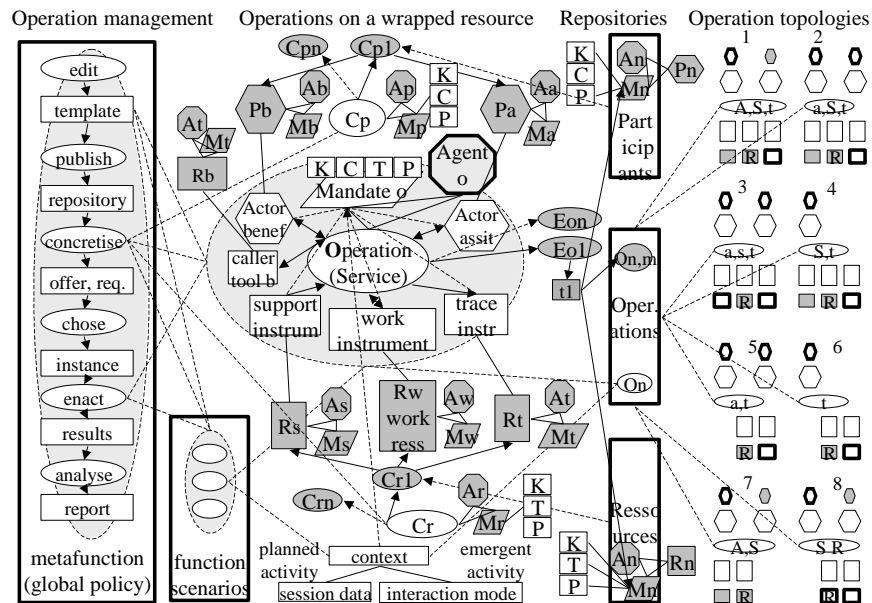 Operation management
Operations on a wrapped resource
Repositories
Operation topologies
edit
template
publish
repository
concretise
offer, req.
chose
instance
enact
results
analyse
report
metafunction
(global policy)
function
scenarios
Cpn
Cp1
Pb
Ab
Mb
Cp
Ap
Mp
K
C
P
Pa
Aa
Ma
At
Mt
Rb
K C T P
Mandate o
Agent
o
Actor
benef
Actor
assit
caller
tool b
Operation
(Service)
support
instrum
work
instrument
trace
instr
Eon
Eo1
t1
Rs
As
Ms
Rw
work
ress
Aw
Mw
Rt
At
Mt
Cr1
Crn
Cr
Ar
Mr
K
T
P
planned
activity
context
emergent
activity
session data
interaction mode
K
C
P
An
Mn
Pn
Part
icip
ants
On,m
Oper.
ations
On
Resso
urces
K
T
P
An
Mn
Rn
1
A,S,t
R
2
a,S,t
R
3
a,s,t
R
4
S,t
R
5
a,t
R
6
t
R
7
A,S
R
8
S R
R R